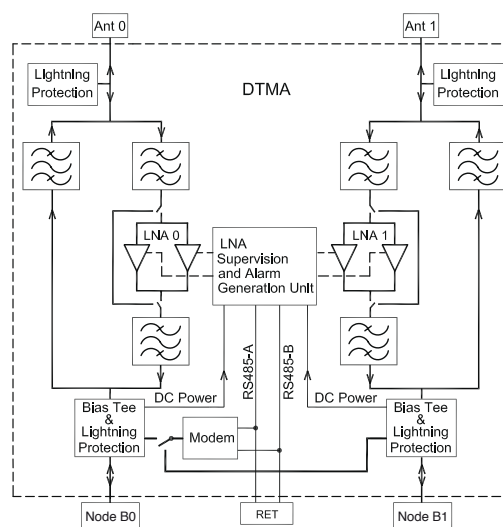 Ant 0
Ant 1
Lightning
Protection
DTMA
Lightning
Protection
LNA 0
LNA 1
LNA
Supervision
and Alarm
Generation Unit
RS485-A
RS485-B
DC Power
DC Power
Bias Tee
&
Lightning
Protection
Modem
Bias Tee
&
Lightning
Protection
Node B0
RET
Node B1